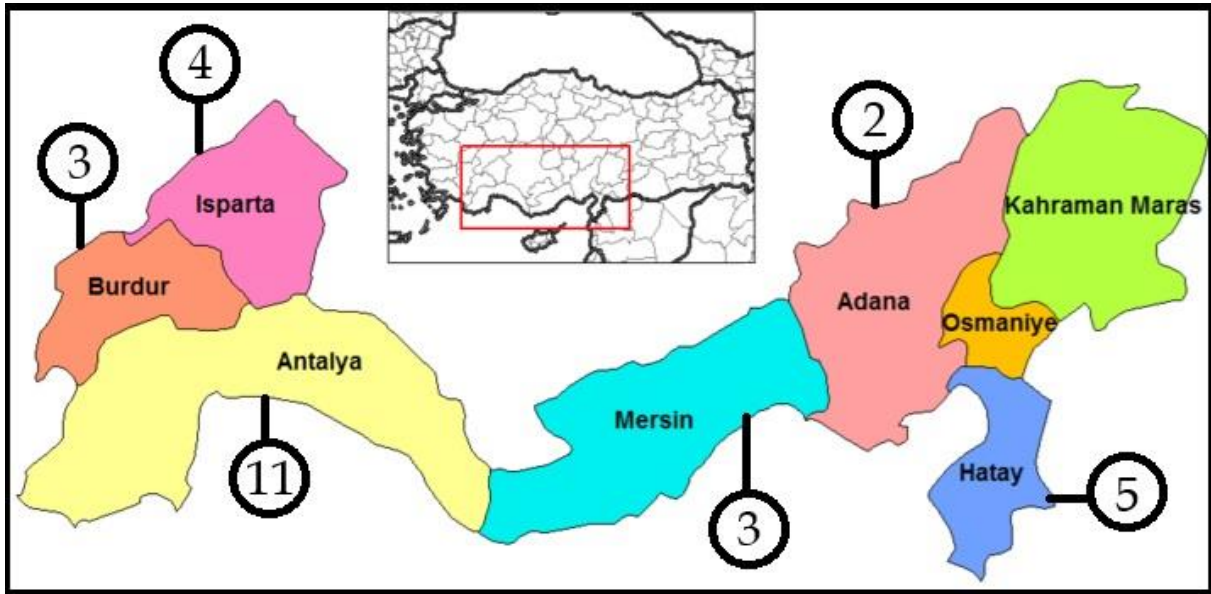 4
3
2
Isparta
Kahraman Maras
Burdur
Adana
Osmaniye
Antalya
Mersin
Hatay
11
3
5